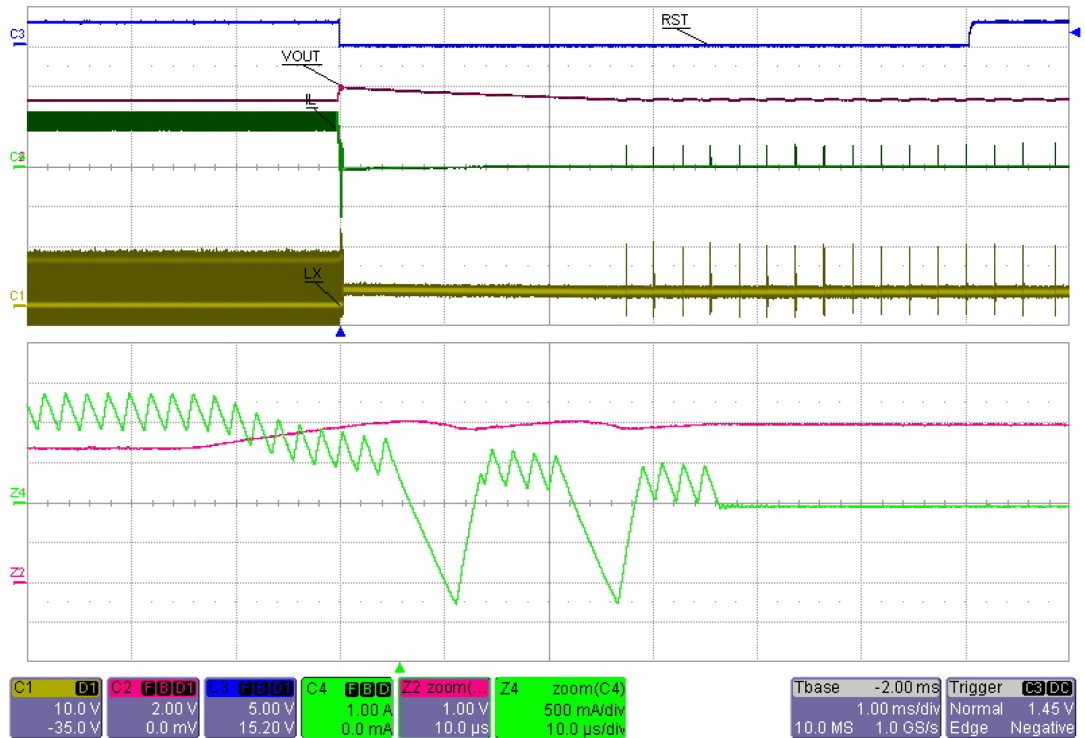 C3
RST
VOUT
IL
C1
LX
Z4
Z2
C1 D1
10.0 V
-35.0 V
C2 F B D1
2.00 V
0.0 mV
C3 F B D1
5.00 V
15.20 V
C4 F B D
1.00 A
0.0 mA
Z2 zoom(...
1.00 V
10.0 µs
Z4 zoom(C4)
500 mA/div
10.0 µs/div
Tbase -2.00 ms
1.00 ms/div
10.0 MS 1.0 GS/s
Trigger C3 DC
Normal 1.45 V
Edge Negative